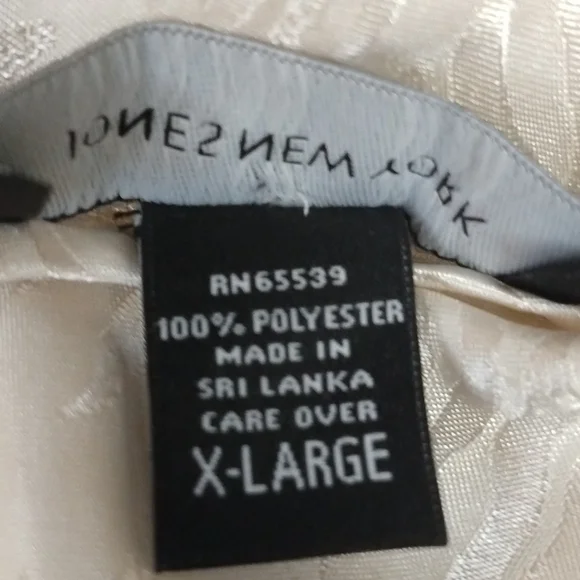 JONES NEW YORK
RN65539
100% POLYESTER
MADE IN
SRI LANKA
CARE OVER
X-LARGE